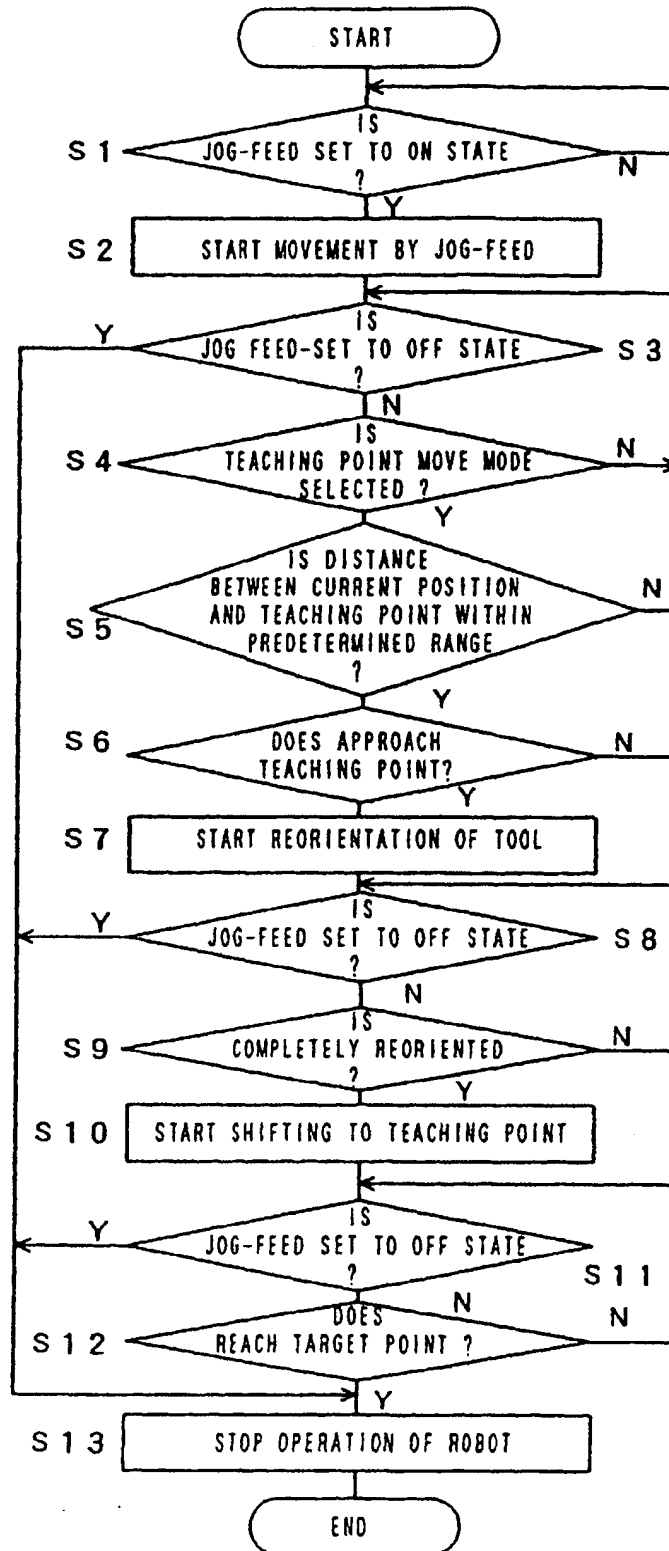 START
IS
S1 JOG-FEED SET TO ON STATE
?
N
Y
S2 START MOVEMENT BY JOG-FEED
Y
IS
JOG FEED-SET TO OFF STATE S3
?
N
IS
S4 TEACHING POINT MOVE MODE N
SELECTED ?
Y
IS DISTANCE
BETWEEN CURRENT POSITION N
S5 AND TEACHING POINT WITHIN
PREDETERMINED RANGE
?
Y
S6 DOES APPROACH N
TEACHING POINT?
Y
S7 START REORIENTATION OF TOOL
Y
IS
JOG-FEED SET TO OFF STATE S8
?
N
IS
S9 COMPLETELY REORIENTED N
?
Y
S10 START SHIFTING TO TEACHING POINT
Y
IS
JOG-FEED SET TO OFF STATE
?
S11
N
DOES
S12 REACH TARGET POINT ? N
Y
S13 STOP OPERATION OF ROBOT
END